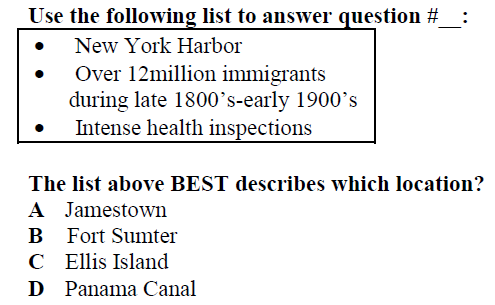 Use the following list to answer question #__:
• New York Harbor
• Over 12million immigrants
during late 1800’s-early 1900’s
• Intense health inspections
The list above BEST describes which location?
A Jamestown
B Fort Sumter
C Ellis Island
D Panama Canal